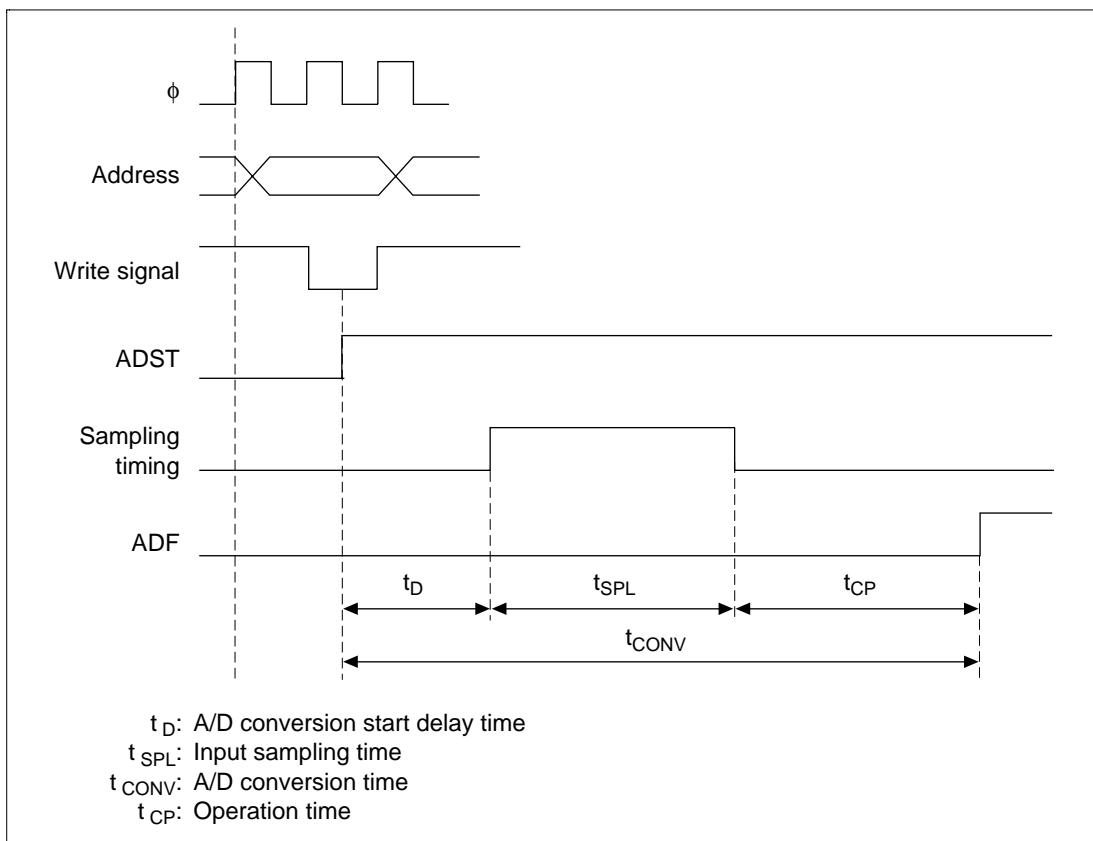 ϕ
Address
Write signal
ADST
Sampling
timing
ADF
tD
tSPL
tCP
tCONV
tD: A/D conversion start delay time
tSPL: Input sampling time
tCONV: A/D conversion time
tCP: Operation time